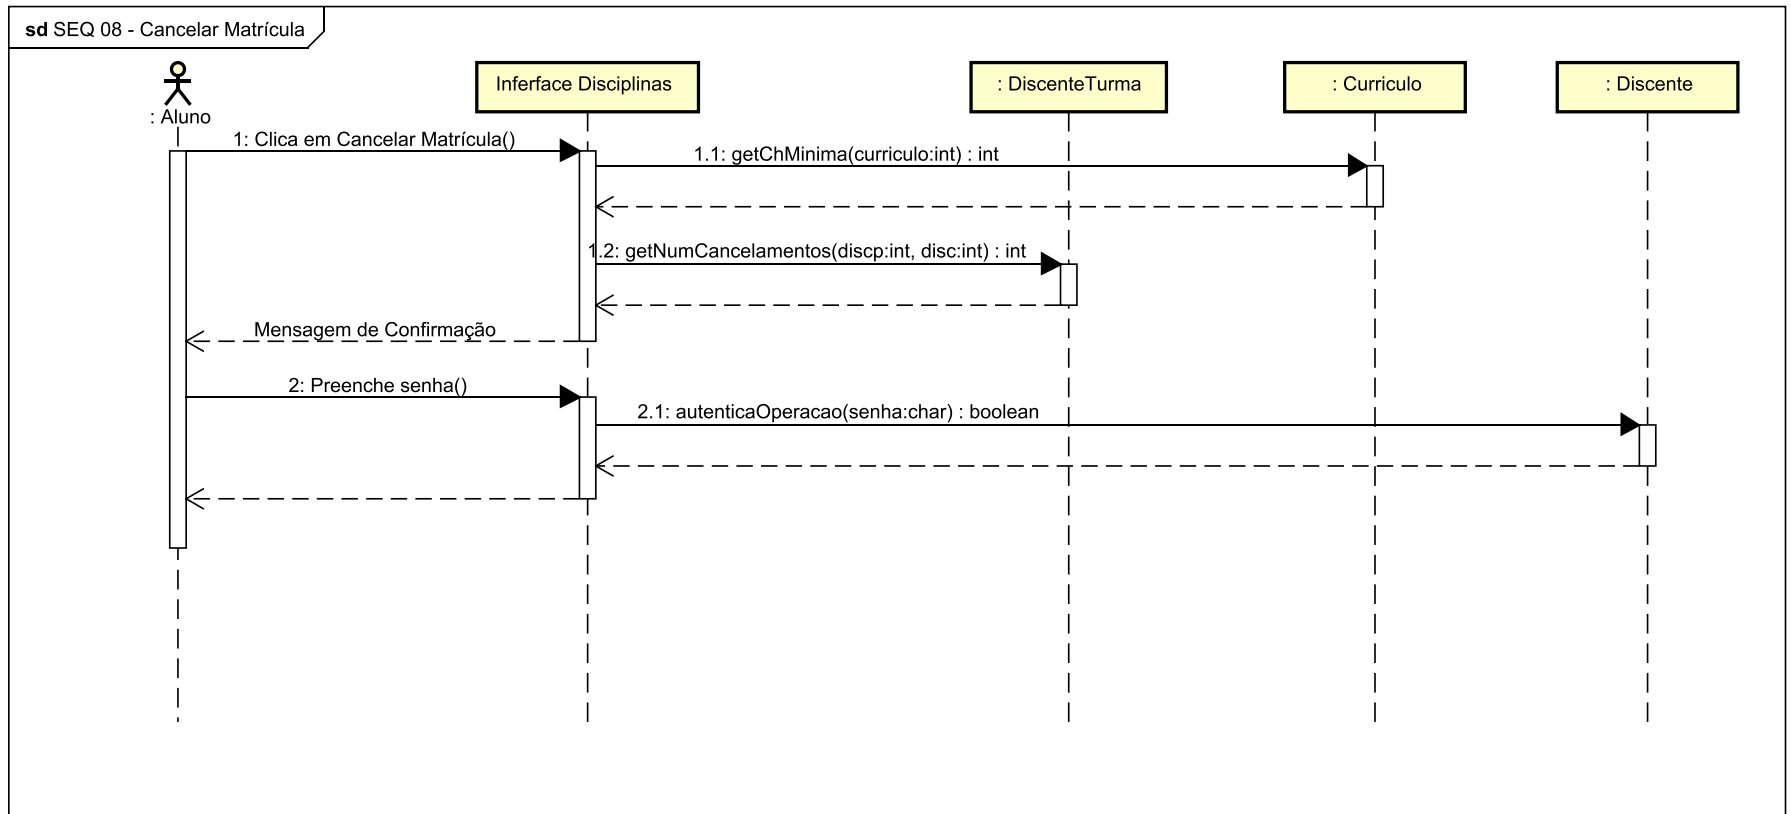 sd SEQ 08 - Cancelar Matrícula
: Aluno
Inferface Disciplinas
: DiscenteTurma
: Curriculo
: Discente
1: Clica em Cancelar Matrícula()
1.1: getChMinima(curriculo:int) : int
1.2: getNumCancelamentos(discp:int, disc:int) : int
Mensagem de Confirmação
2: Preenche senha()
2.1: autenticaOperacao(senha:char) : boolean